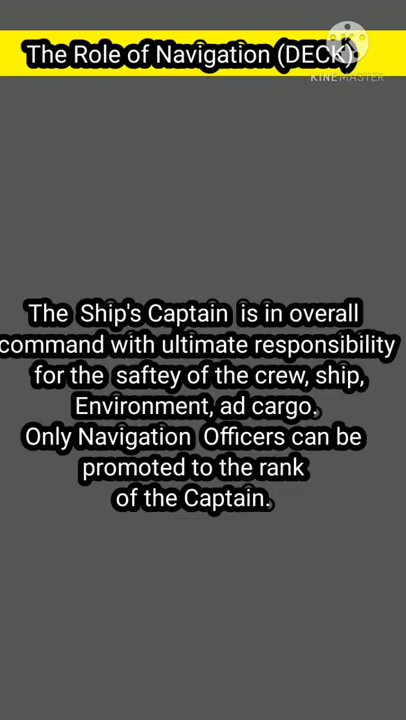 The Role of Navigation (DECK)
KINEMASTER
The Ship's Captain is in overall
command with ultimate responsibility
for the saftey of the crew, ship,
Environment, ad cargo.
Only Navigation Officers can be
promoted to the rank
of the Captain.